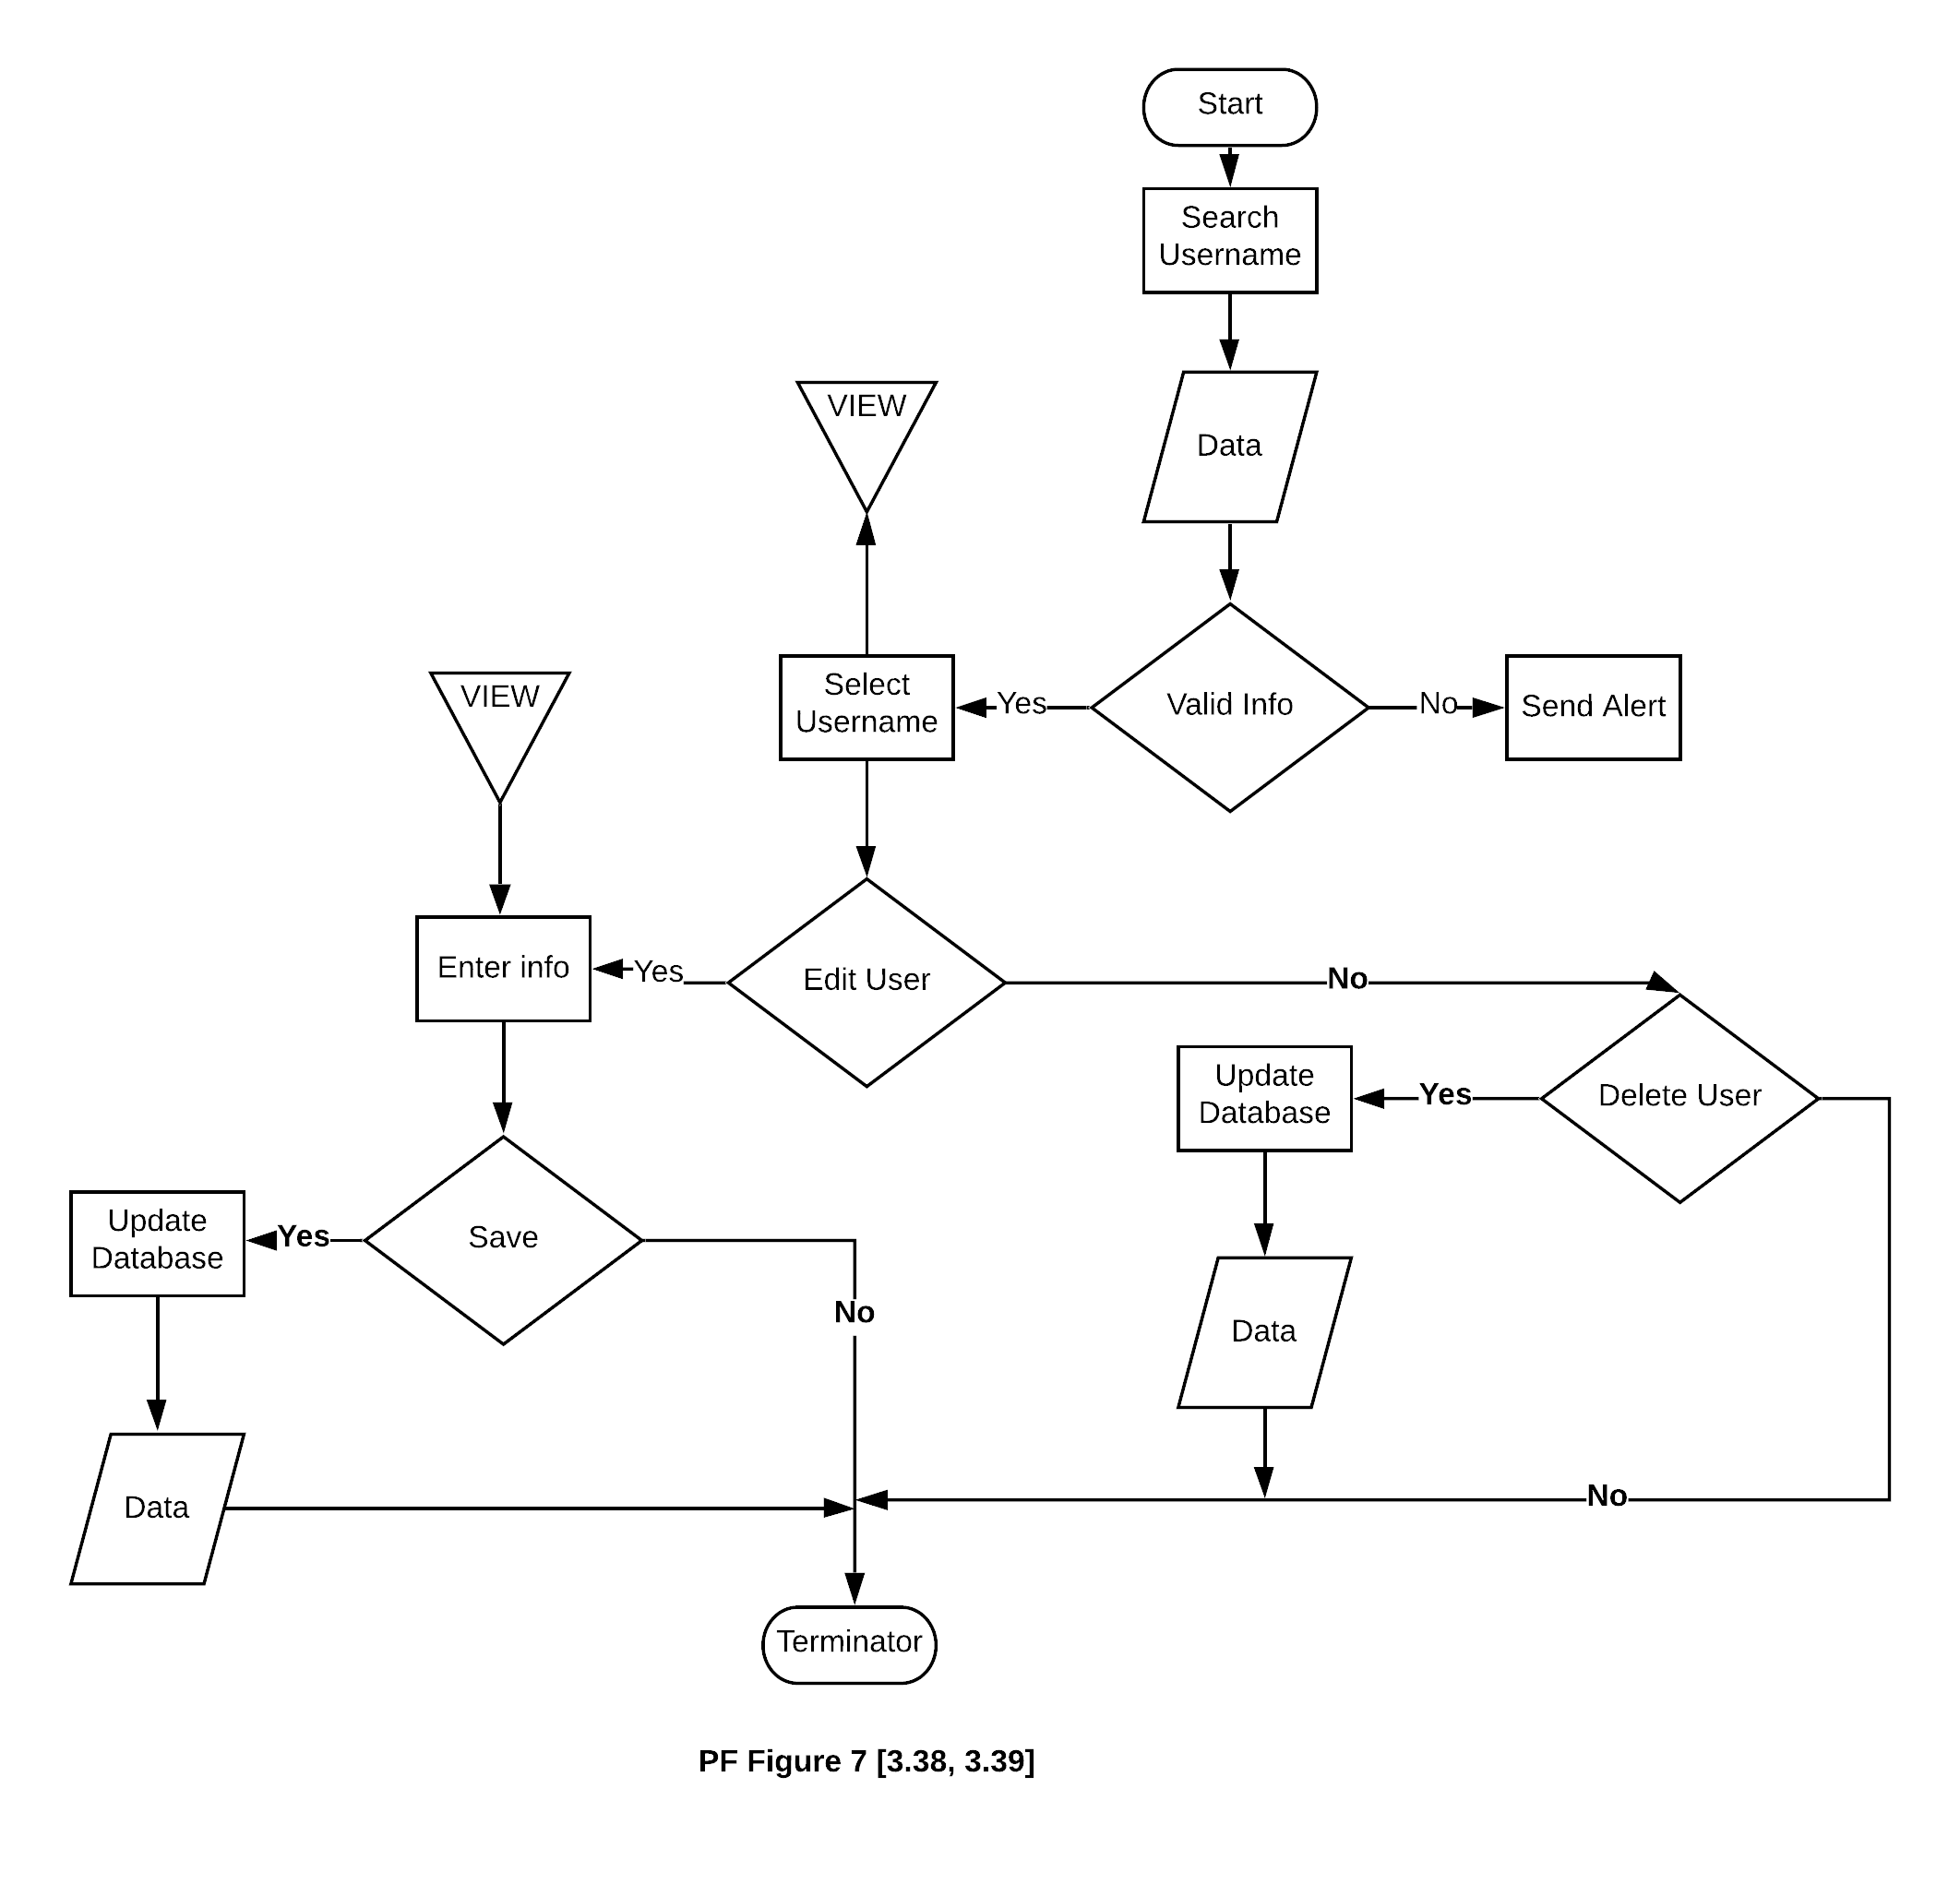 Start
Search
Username
VIEW
Data
VIEW
Select
Username
Yes
Valid Info
No
Send Alert
Enter info
Yes
Edit User
No
Update
Database
Yes
Delete User
Update
Database
Yes
Save
No
Data
Data
No
Terminator
PF Figure 7 [3.38, 3.39]